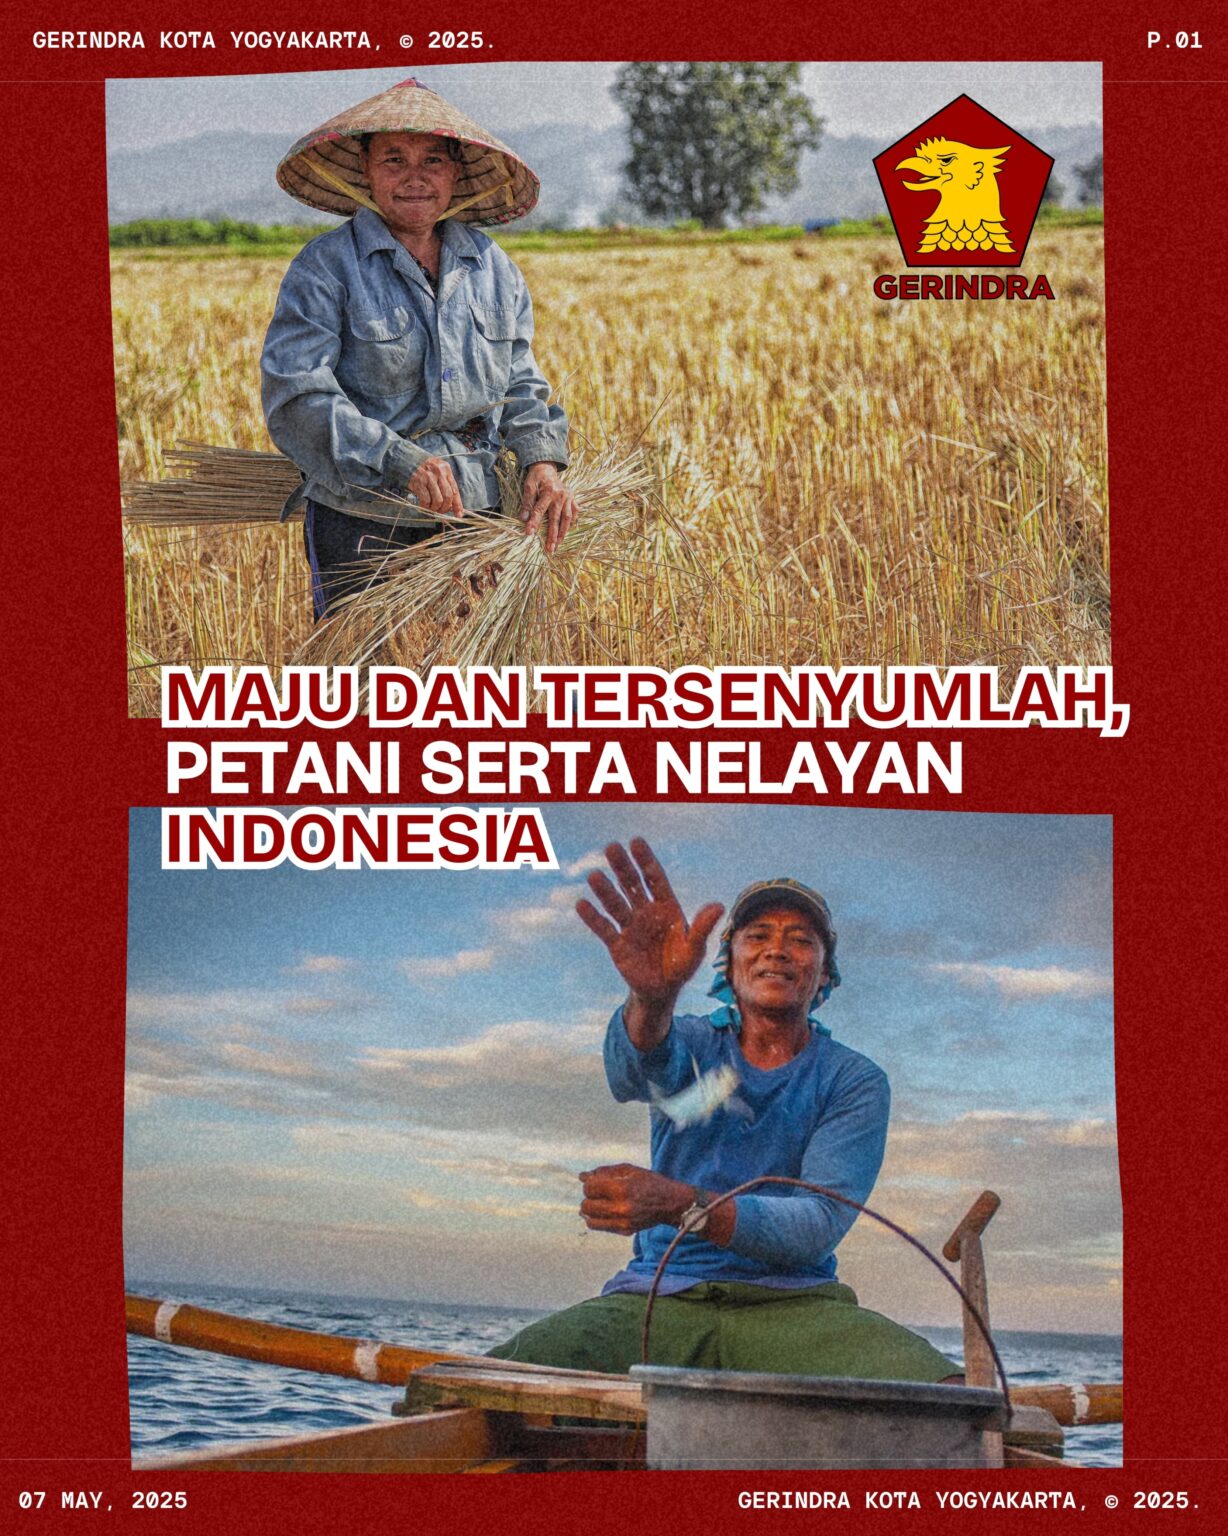 GERINDRA KOTA YOGYAKARTA, © 2025.
P.01
GERINDRA
MAJU DAN TERSENYUMLAH,
PETANI SERTA NELAYAN
INDONESIA
07 MAY, 2025
GERINDRA KOTA YOGYAKARTA, © 2025.